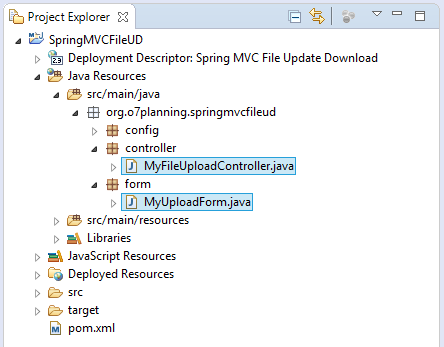 Project Explorer
SpringMVCFileUD
Deployment Descriptor: Spring MVC File Update Download
Java Resources
src/main/java
org.o7planning.springmvcfileud
config
controller
MyFileUploadController.java
form
MyUploadForm.java
src/main/resources
Libraries
JavaScript Resources
Deployed Resources
src
target
pom.xml